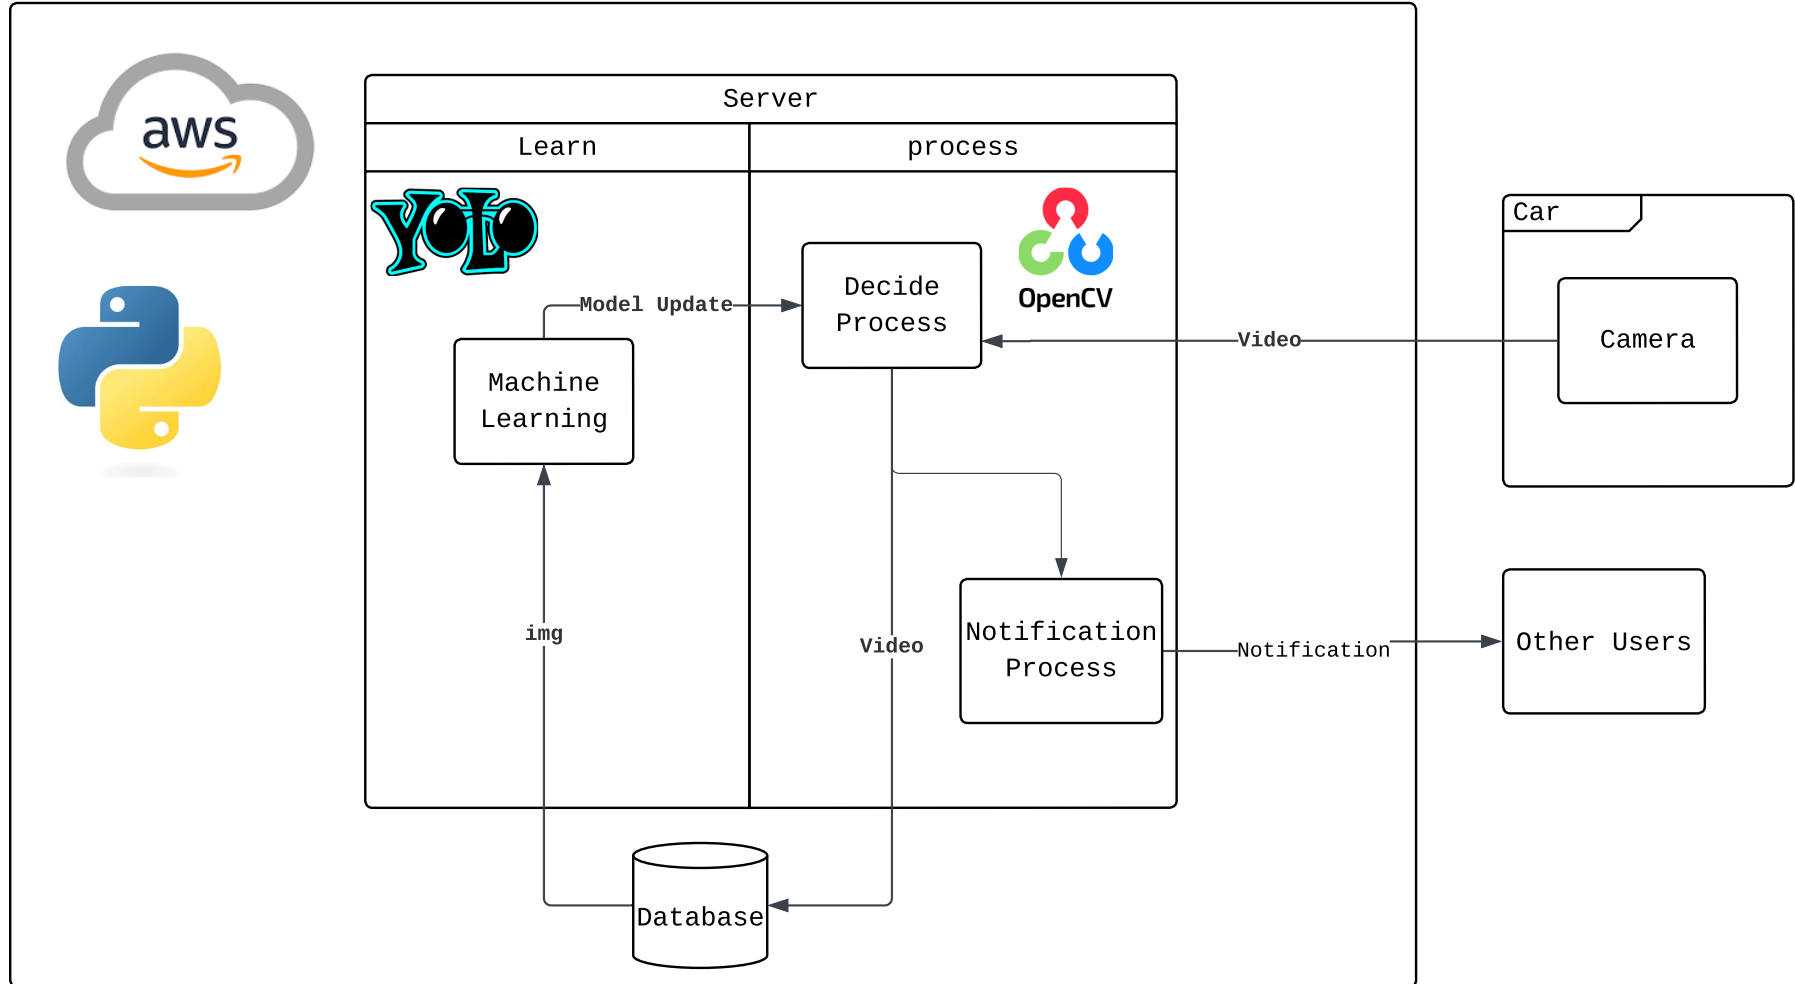 Server
Learn
process
aws
YOLO
OpenCV
Car
Decide
Process
Model Update
Video
Camera
Machine
Learning
img
Video
Notification
Process
Notification
Other Users
Database